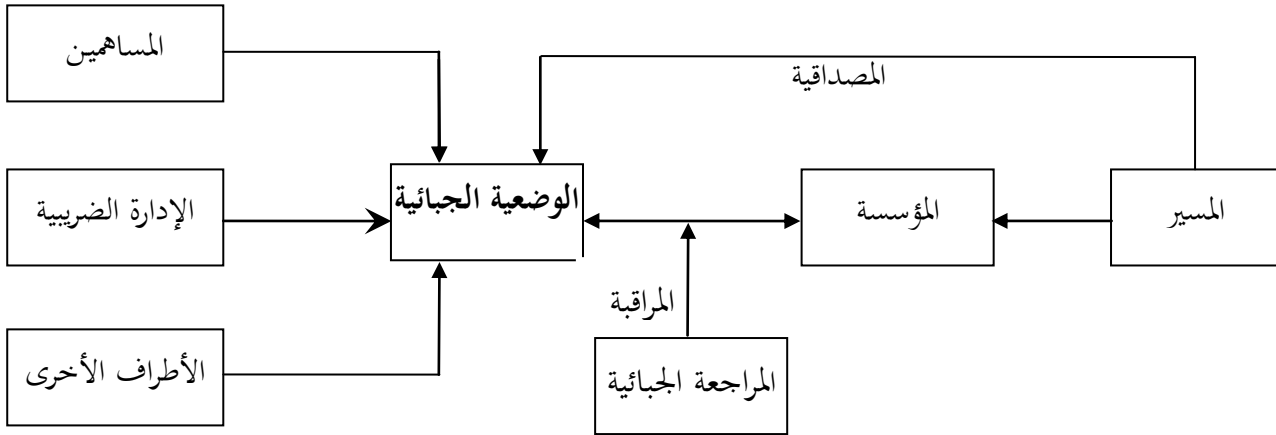 المساهمين
المصداقية
الوضعية الجبائية
الإدارة الضريبية
المؤسسة
المسير
المراقبة
الأطراف الأخرى
المراجعة الجبائية